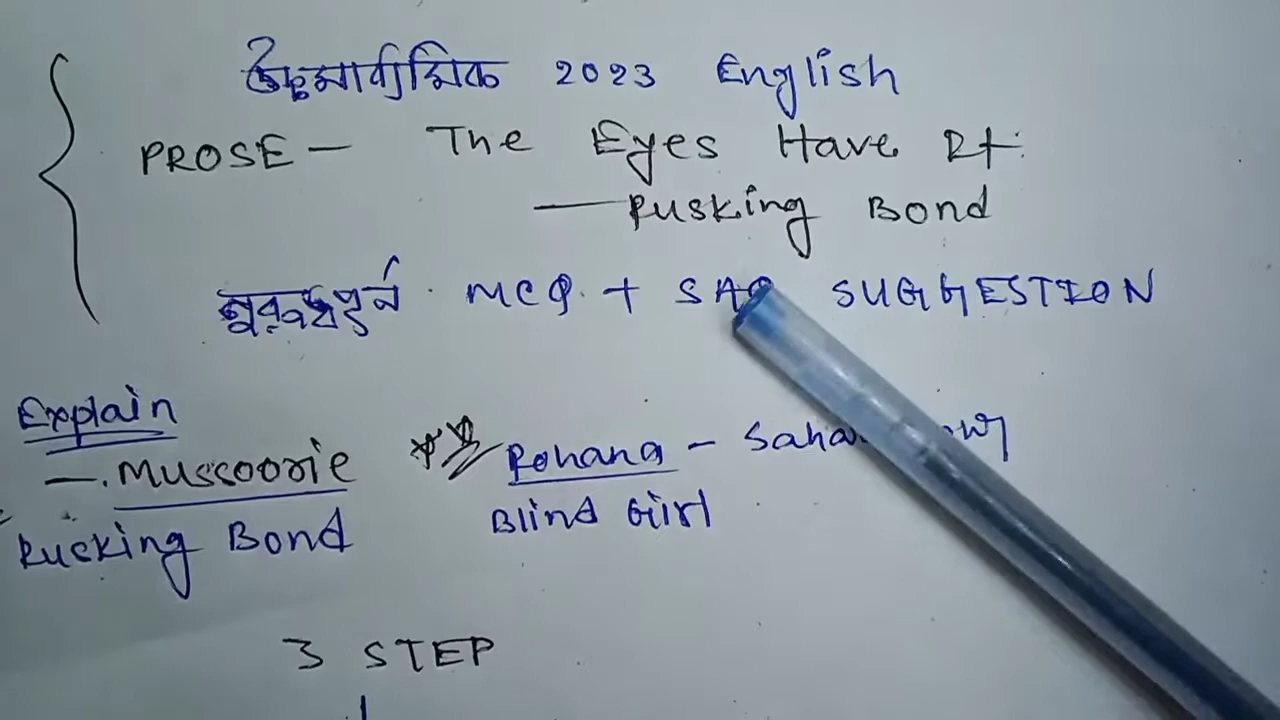 উচ্চমাধ্যমিক 2023 English
PROSE — The Eyes Have It.
— Rusking Bond
গুরুত্বপূর্ণ MCQ + SAQ SUGGESTION
Explain
—. Mussoorie
Rusking Bond
Rohana -
Blind Girl
3 STEP